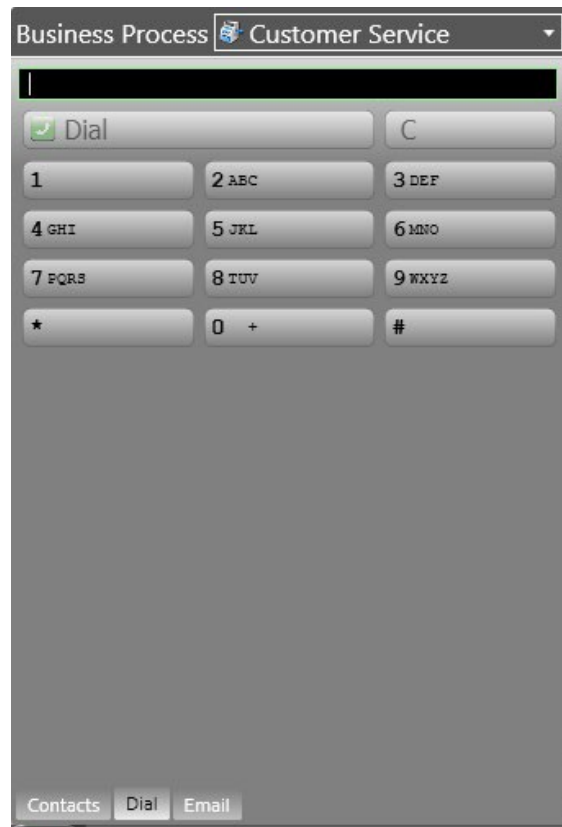 Business Process Customer Service
Dial C
1 2 ABC 3 DEF
4 GHI 5 JKL 6 MNO
7 PQRS 8 TUV 9 WXYZ
* 0 + #
Contacts Dial Email